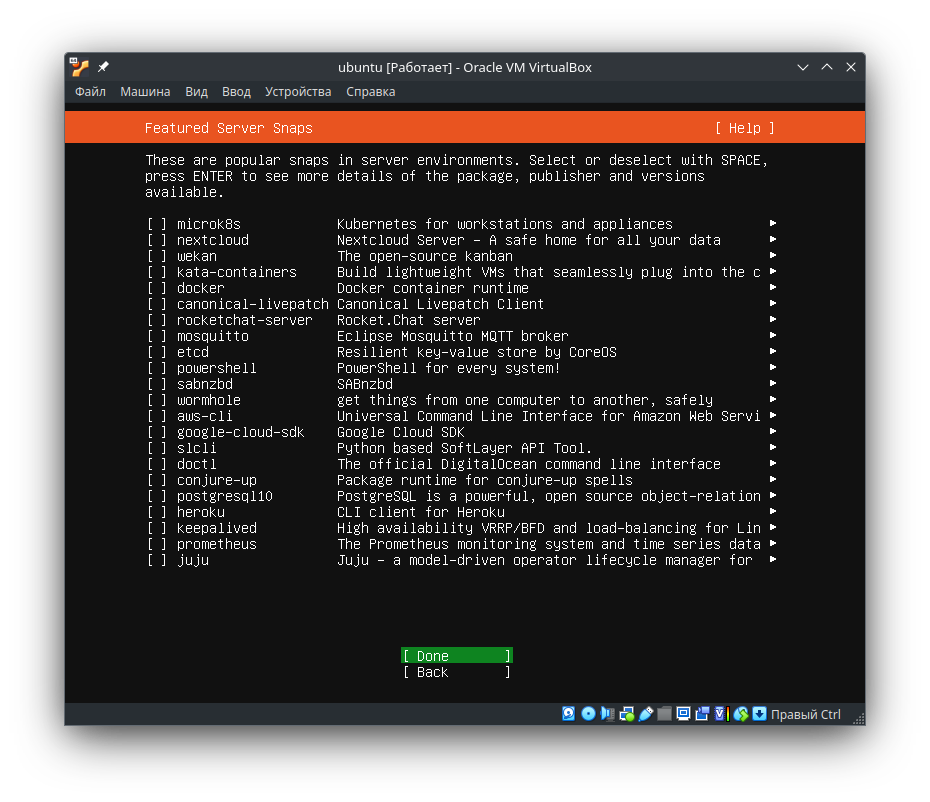 ubuntu [Работает] - Oracle VM VirtualBox
Файл Машина Вид Ввод Устройства Справка
Featured Server Snaps [ Help ]
These are popular snaps in server environments. Select or deselect with SPACE,
press ENTER to see more details of the package, publisher and versions
available.
[ ] microk8s Kubernetes for workstations and appliances ▸
[ ] nextcloud Nextcloud Server - A safe home for all your data ▸
[ ] wekan The open-source kanban ▸
[ ] kata-containers Build lightweight VMs that seamlessly plug into the c ▸
[ ] docker Docker container runtime ▸
[ ] canonical-livepatch Canonical Livepatch Client ▸
[ ] rocketchat-server Rocket.Chat server ▸
[ ] mosquitto Eclipse Mosquitto MQTT broker ▸
[ ] etcd Resilient key-value store by CoreOS ▸
[ ] powershell PowerShell for every system! ▸
[ ] sabnzbd SABnzbd ▸
[ ] wormhole get things from one computer to another, safely ▸
[ ] aws-cli Universal Command Line Interface for Amazon Web Servi ▸
[ ] google-cloud-sdk Google Cloud SDK ▸
[ ] slcli Python based SoftLayer API Tool. ▸
[ ] doctl The official DigitalOcean command line interface ▸
[ ] conjure-up Package runtime for conjure-up spells ▸
[ ] postgresql10 PostgreSQL is a powerful, open source object-relation ▸
[ ] heroku CLI client for Heroku ▸
[ ] keepalived High availability VRRP/BFD and load-balancing for Lin ▸
[ ] prometheus The Prometheus monitoring system and time series data ▸
[ ] juju Juju - a model-driven operator lifecycle manager for ▸
[ Done ]
[ Back ]
Правый Ctrl